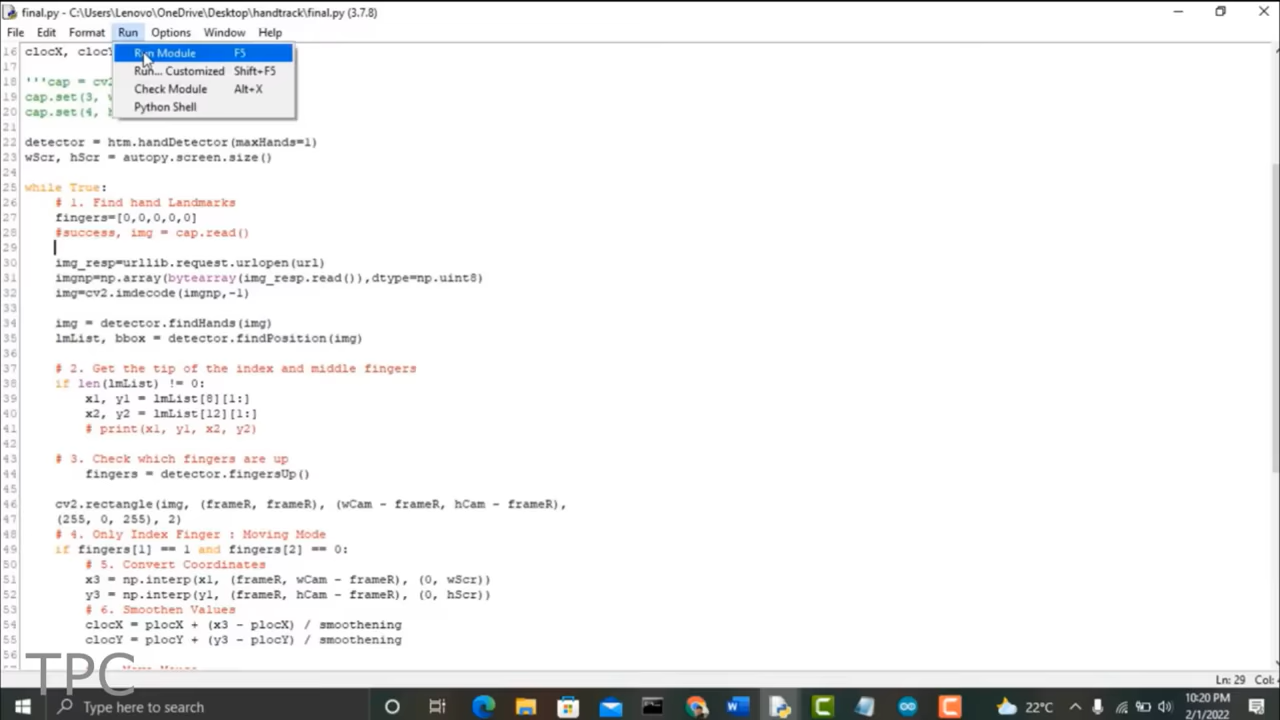 final.py - C:\Users\Lenovo\OneDrive\Desktop\handtrack\final.py (3.7.8)
File Edit Format Run Options Window Help
Run Module F5
Run... Customized Shift+F5
Check Module Alt+X
Python Shell
16 clocX, clocY
17
18 '''cap = cv2
19 cap.set(3, w
20 cap.set(4, h
21
22 detector = htm.handDetector(maxHands=1)
23 wScr, hScr = autopy.screen.size()
24
25 while True:
26 # 1. Find hand Landmarks
27 fingers=[0,0,0,0,0]
28 #success, img = cap.read()
29
30 img_resp=urllib.request.urlopen(url)
31 imgnp=np.array(bytearray(img_resp.read()),dtype=np.uint8)
32 img=cv2.imdecode(imgnp,-1)
33
34 img = detector.findHands(img)
35 lmList, bbox = detector.findPosition(img)
36
37 # 2. Get the tip of the index and middle fingers
38 if len(lmList) != 0:
39 x1, y1 = lmList[8][1:]
40 x2, y2 = lmList[12][1:]
41 # print(x1, y1, x2, y2)
42
43 # 3. Check which fingers are up
44 fingers = detector.fingersUp()
45
46 cv2.rectangle(img, (frameR, frameR), (wCam - frameR, hCam - frameR),
47 (255, 0, 255), 2)
48 # 4. Only Index Finger : Moving Mode
49 if fingers[1] == 1 and fingers[2] == 0:
50 # 5. Convert Coordinates
51 x3 = np.interp(x1, (frameR, wCam - frameR), (0, wScr))
52 y3 = np.interp(y1, (frameR, hCam - frameR), (0, hScr))
53 # 6. Smoothen Values
54 clocX = plocX + (x3 - plocX) / smoothening
55 clocY = plocY + (y3 - plocY) / smoothening
TPC
Ln: 29 Col:
Type here to search
22°C
10:20 PM
2/1/2022